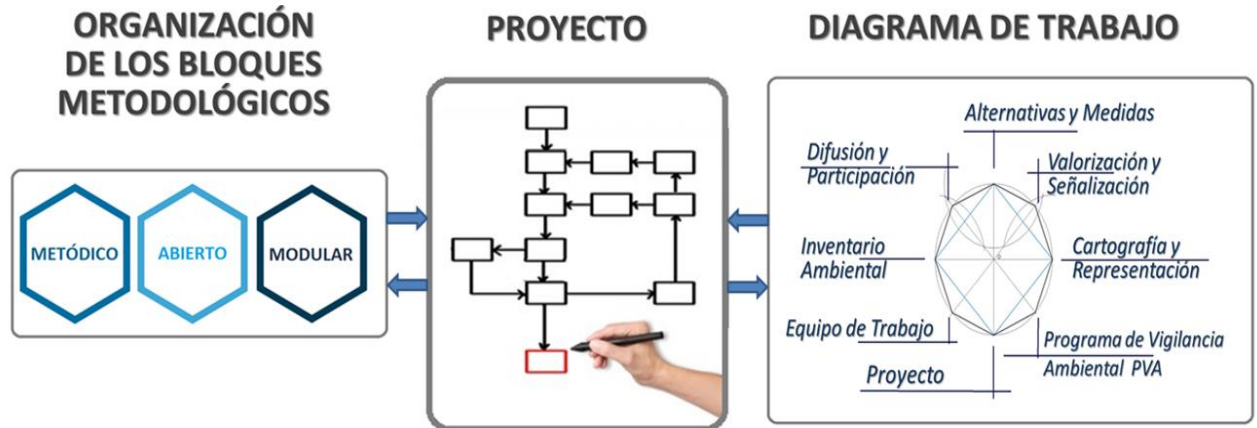 ORGANIZACIÓN
DE LOS BLOQUES
METODOLÓGICOS
METÓDICO
ABIERTO
MODULAR
PROYECTO
DIAGRAMA DE TRABAJO
Alternativas y Medidas
Difusión y
Participación
Valorización y
Señalización
Inventario
Ambiental
Cartografía y
Representación
Equipo de Trabajo
Programa de Vigilancia
Ambiental PVA
Proyecto